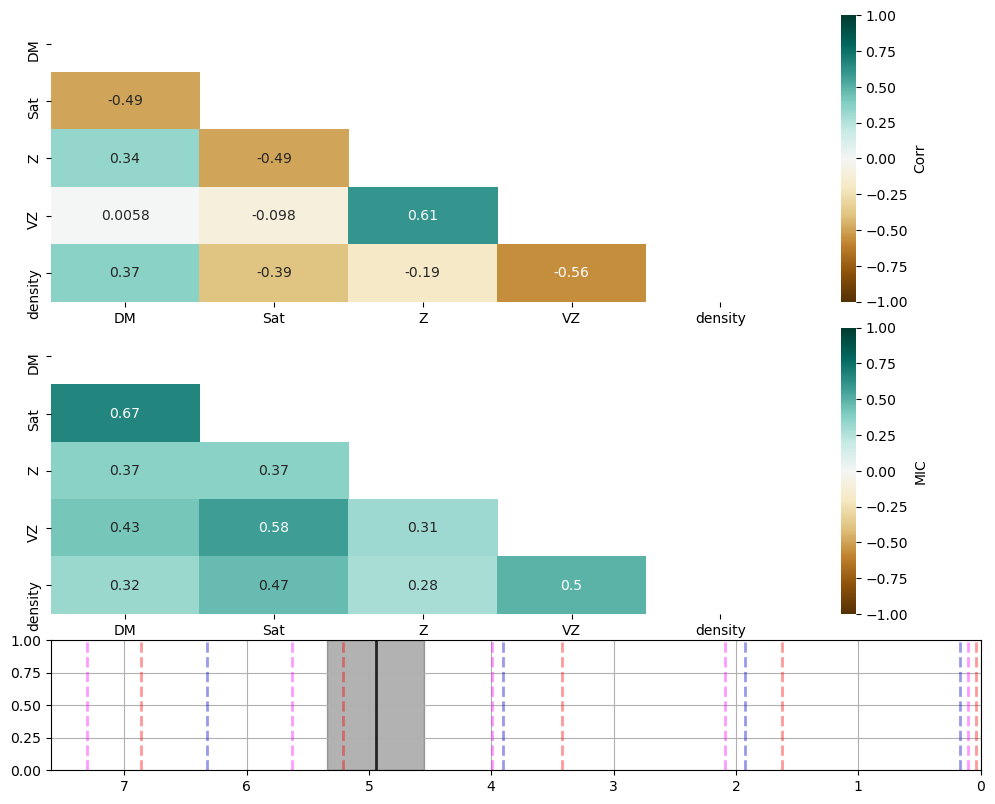 DM
Sat
-0.49
Z
0.34 -0.49
VZ
0.0058 -0.098 0.61
density
0.37 -0.39 -0.19 -0.56
DM Sat Z VZ density
1.00
0.75
0.50
0.25
0.00
−0.25
−0.50
−0.75
−1.00
Corr
DM
Sat
0.67
Z
0.37 0.37
VZ
0.43 0.58 0.31
density
0.32 0.47 0.28 0.5
DM Sat Z VZ density
1.00
0.75
0.50
0.25
0.00
−0.25
−0.50
−0.75
−1.00
MIC
1.00
0.75
0.50
0.25
0.00
7 6 5 4 3 2 1 0